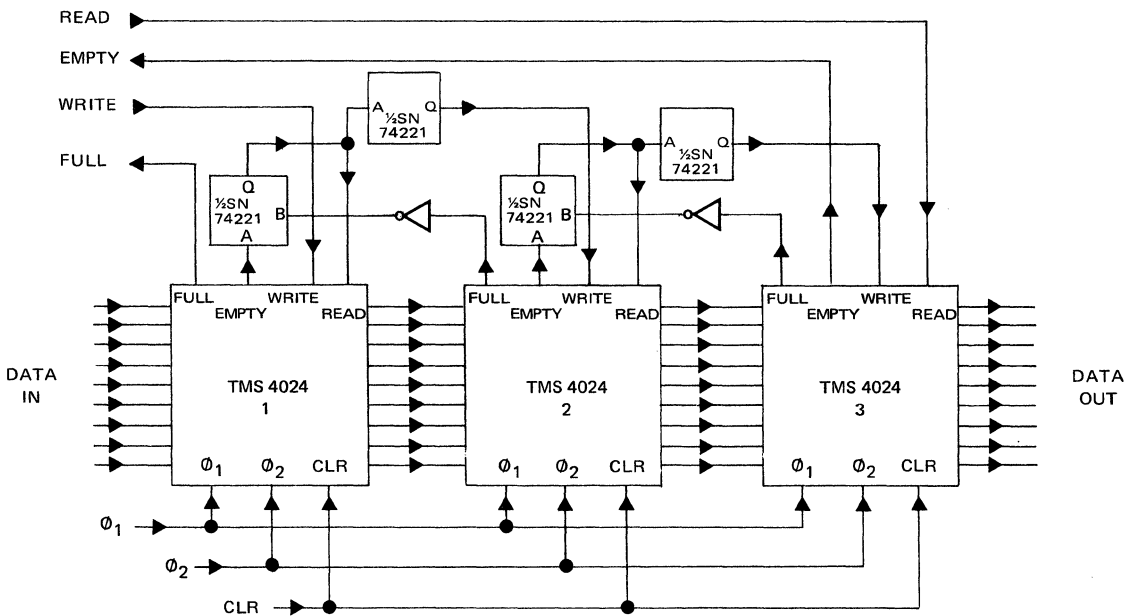 READ
EMPTY
WRITE
FULL
A Q
½SN
74221
A Q
½SN
74221
Q
½SN
74221 B
A
Q
½SN
74221 B
A
FULL WRITE
EMPTY READ
FULL WRITE
EMPTY READ
FULL WRITE
EMPTY READ
DATA
IN
TMS 4024
1
TMS 4024
2
TMS 4024
3
DATA
OUT
Ø1 Ø2 CLR
Ø1 Ø2 CLR
Ø1 Ø2 CLR
Ø1
Ø2
CLR